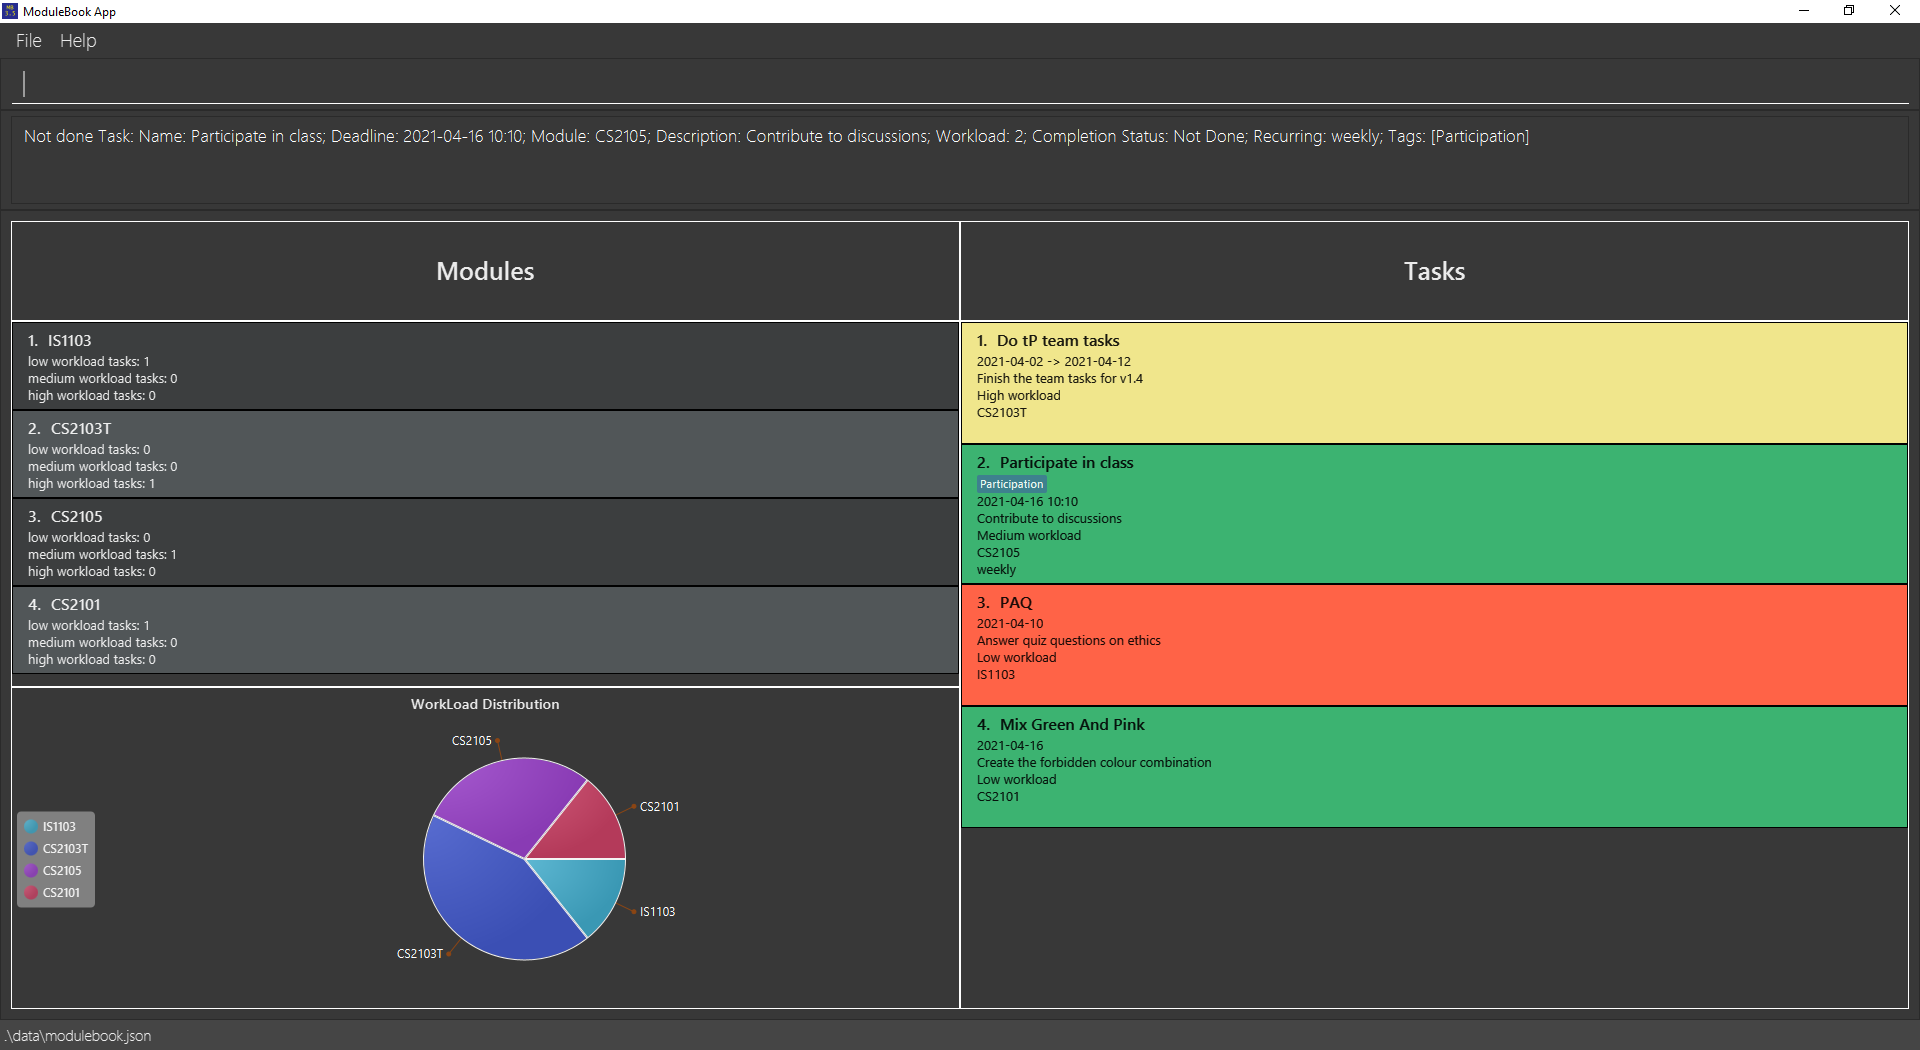 ModuleBook App
File Help
Not done Task: Name: Participate in class; Deadline: 2021-04-16 10:10; Module: CS2105; Description: Contribute to discussions; Workload: 2; Completion Status: Not Done; Recurring: weekly; Tags: [Participation]
Modules
1. IS1103
low workload tasks: 1
medium workload tasks: 0
high workload tasks: 0
2. CS2103T
low workload tasks: 0
medium workload tasks: 0
high workload tasks: 1
3. CS2105
low workload tasks: 0
medium workload tasks: 1
high workload tasks: 0
4. CS2101
low workload tasks: 1
medium workload tasks: 0
high workload tasks: 0
WorkLoad Distribution
CS2105
CS2101
IS1103
CS2103T
IS1103
CS2103T
CS2105
CS2101
Tasks
1. Do tP team tasks
2021-04-02 -> 2021-04-12
Finish the team tasks for v1.4
High workload
CS2103T
2. Participate in class
Participation
2021-04-16 10:10
Contribute to discussions
Medium workload
CS2105
weekly
3. PAQ
2021-04-10
Answer quiz questions on ethics
Low workload
IS1103
4. Mix Green And Pink
2021-04-16
Create the forbidden colour combination
Low workload
CS2101
.\data\modulebook.json